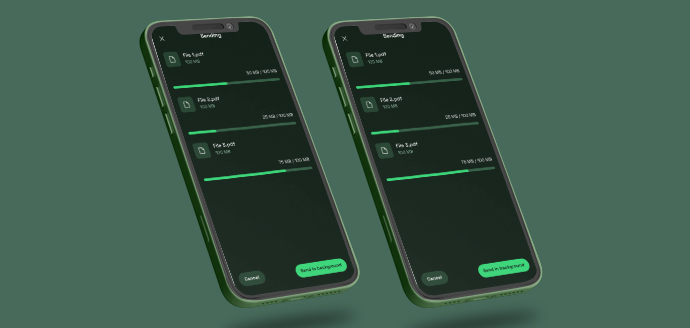 Sending
File 1.pdf
100 MB
50 MB / 100 MB
File 2.pdf
100 MB
25 MB / 100 MB
File 3.pdf
100 MB
75 MB / 100 MB
Cancel
Send in background
Sending
File 1.pdf
100 MB
50 MB / 100 MB
File 2.pdf
100 MB
25 MB / 100 MB
File 3.pdf
100 MB
75 MB / 100 MB
Cancel
Send in background